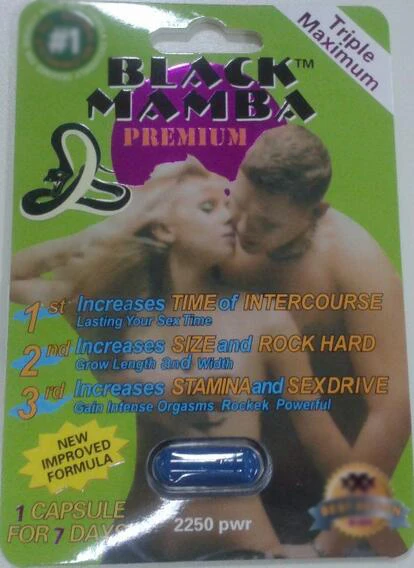 #1
Triple
Maximum
BLACK™
MAMBA
PREMIUM
1st Increases TIME of INTERCOURSE
Lasting Your Sex Time
2nd Increases SIZE and ROCK HARD
Grow Length and Width
3rd Increases STAMINA and SEXDRIVE
Gain Intense Orgasms Rockek Powerful
NEW
IMPROVED
FORMULA
1 CAPSULE
FOR 7 DAYS
2250 pwr